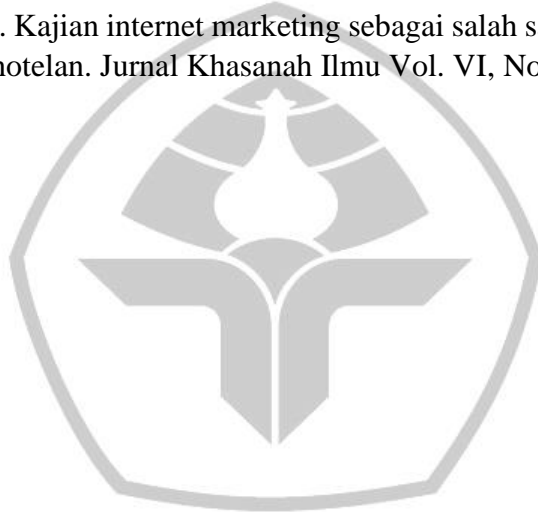 . Kajian internet marketing sebagai salah s
hotelan. Jurnal Khasanah Ilmu Vol. VI, No